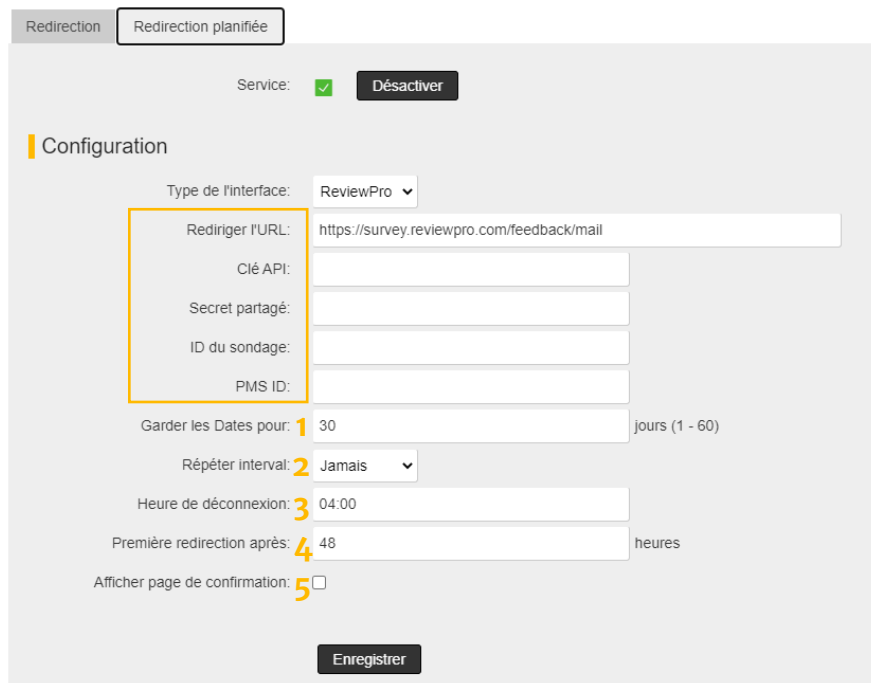 Redirection Redirection planifiée
Service: Désactiver
Configuration
Type de l'interface: ReviewPro
Rediriger l'URL: https://survey.reviewpro.com/feedback/mail
Clé API:
Secret partagé:
ID du sondage:
PMS ID:
Garder les Dates pour: 1 30 jours (1 - 60)
Répéter interval: 2 Jamais
Heure de déconnexion: 3 04:00
Première redirection après: 4 48 heures
Afficher page de confirmation: 5
Enregistrer